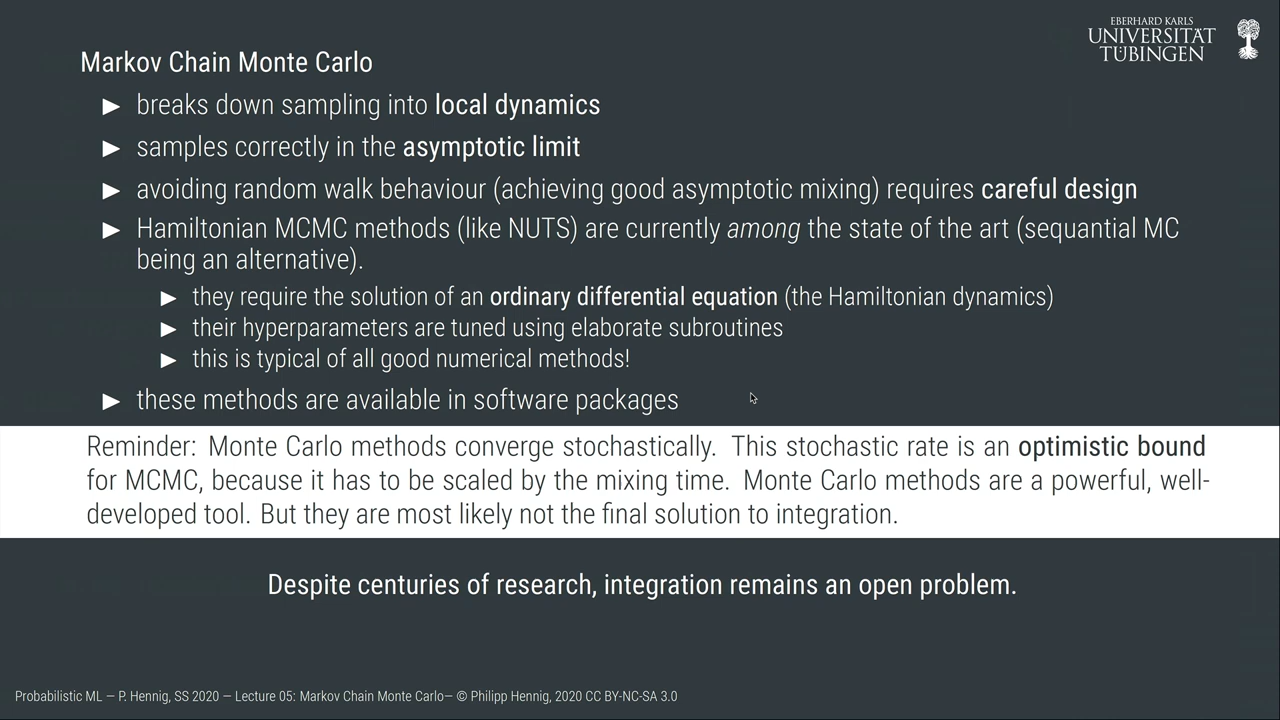 EBERHARD KARLS
UNIVERSITÄT
TÜBINGEN
Markov Chain Monte Carlo
▶ breaks down sampling into local dynamics
▶ samples correctly in the asymptotic limit
▶ avoiding random walk behaviour (achieving good asymptotic mixing) requires careful design
▶ Hamiltonian MCMC methods (like NUTS) are currently among the state of the art (sequantial MC
being an alternative).
▶ they require the solution of an ordinary differential equation (the Hamiltonian dynamics)
▶ their hyperparameters are tuned using elaborate subroutines
▶ this is typical of all good numerical methods!
▶ these methods are available in software packages
Reminder: Monte Carlo methods converge stochastically. This stochastic rate is an optimistic bound
for MCMC, because it has to be scaled by the mixing time. Monte Carlo methods are a powerful, well-
developed tool. But they are most likely not the final solution to integration.
Despite centuries of research, integration remains an open problem.
Probabilistic ML — P. Hennig, SS 2020 — Lecture 05: Markov Chain Monte Carlo— © Philipp Hennig, 2020 CC BY-NC-SA 3.0